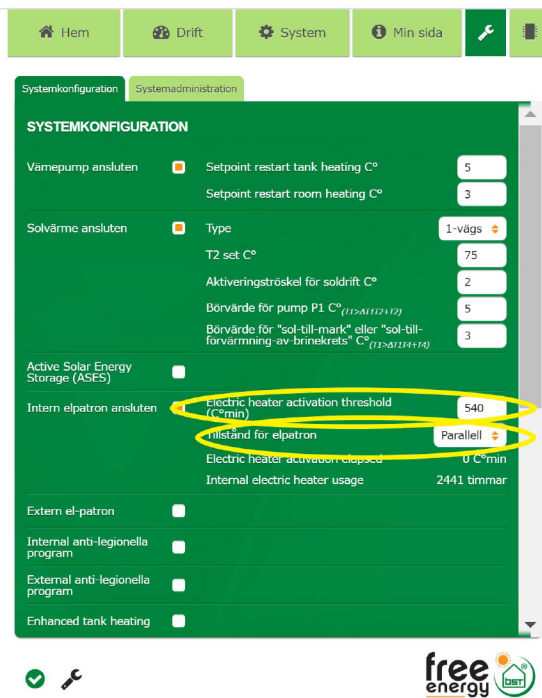 Hem
Drift
System
Min sida
Systemkonfiguration
Systemadministration
SYSTEMKONFIGURATION
Värmepump ansluten
Setpoint restart tank heating C°
5
Setpoint restart room heating C°
3
Solvärme ansluten
Type
1-vägs
T2 set C°
75
Aktiveringströskel för soldrift C°
2
Börvärde för pump P1 C°(T1>ΔT1T2+T2)
5
Börvärde för "sol-till-mark" eller "sol-till-
förvärmning-av-brinekrets" C°(T1>ΔT1T4+T4)
3
Active Solar Energy
Storage (ASES)
Intern elpatron ansluten
Electric heater activation threshold
(C°min)
540
Tillstånd för elpatron
Parallell
Electric heater activation elapsed
0 C°min
Internal electric heater usage
2441 timmar
Extern el-patron
Internal anti-legionella
program
External anti-legionella
program
Enhanced tank heating
free
energy
DST